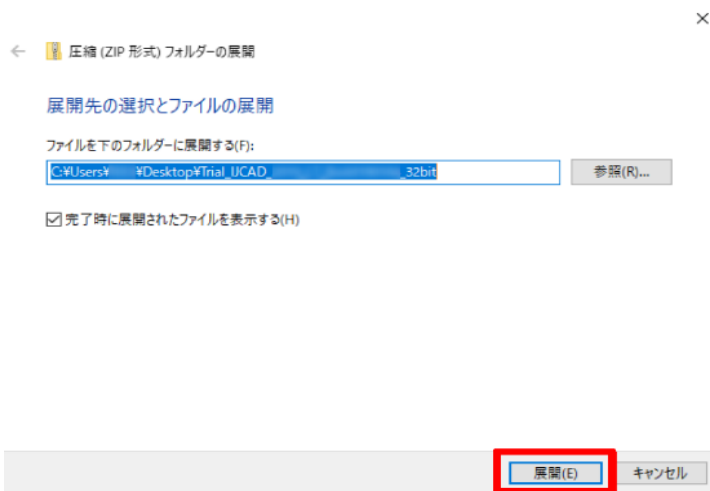 圧縮 (ZIP 形式) フォルダーの展開
展開先の選択とファイルの展開
ファイルを下のフォルダーに展開する(F):
C:¥Users¥ ¥Desktop¥Trial_IJCAD_ _32bit
参照(R)...
完了時に展開されたファイルを表示する(H)
展開(E)
キャンセル